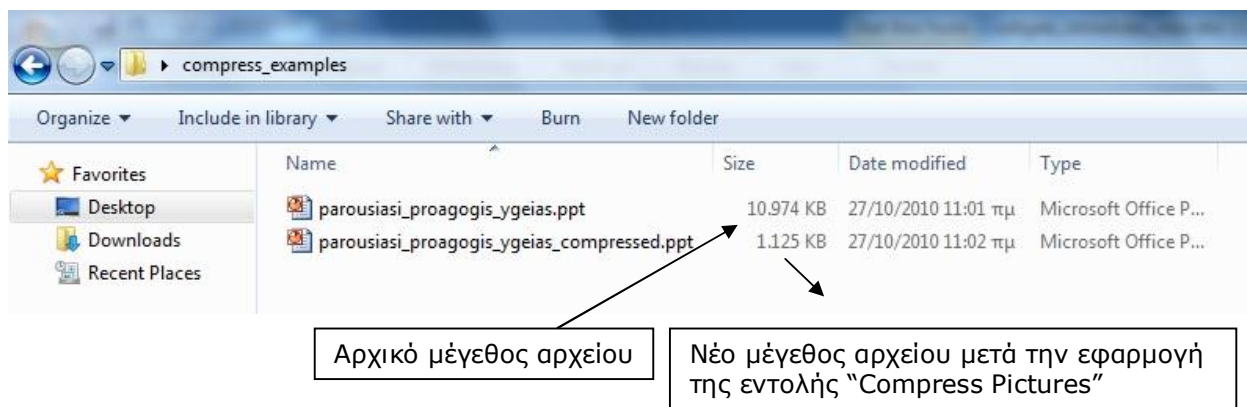 compress_examples
Organize Include in library Share with Burn New folder
Favorites
Desktop
Downloads
Recent Places
Name Size Date modified Type
parousiasi_proagogis_ygeias.ppt 10.974 KB 27/10/2010 11:01 πμ Microsoft Office P...
parousiasi_proagogis_ygeias_compressed.ppt 1.125 KB 27/10/2010 11:02 πμ Microsoft Office P...
Αρχικό μέγεθος αρχείου
Νέο μέγεθος αρχείου μετά την εφαρμογή
της εντολής “Compress Pictures”